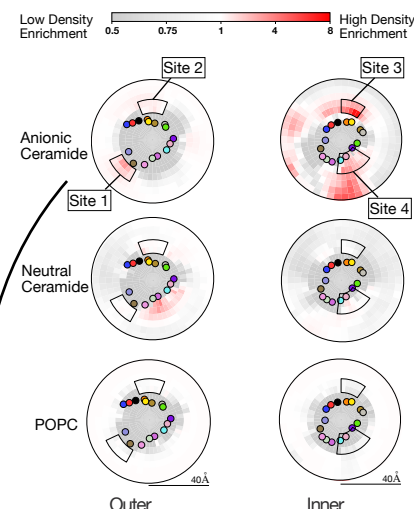 Low Density
Enrichment
0.5 0.75 1 4 8
High Density
Enrichment
Site 2
Site 3
Anionic
Ceramide
Site 1
Site 4
Neutral
Ceramide
POPC
40Å
40Å
Outer
Inner